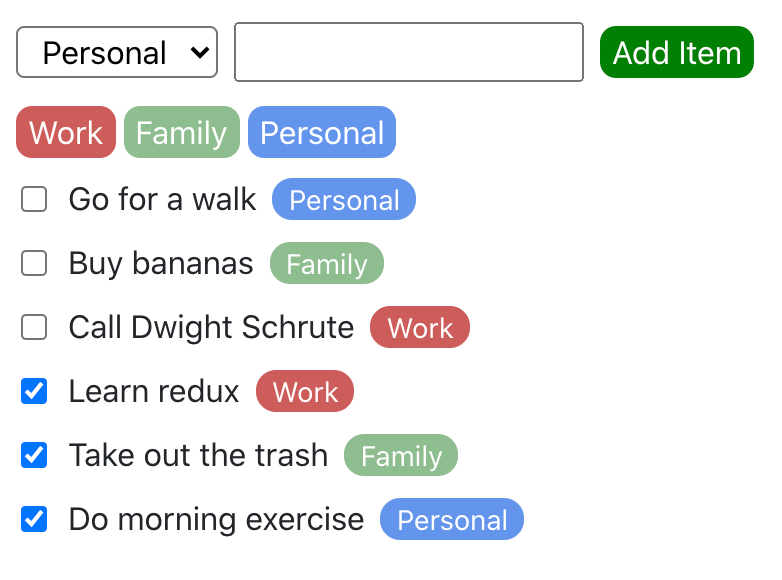 Personal Add Item
Work Family Personal
Go for a walk Personal
Buy bananas Family
Call Dwight Schrute Work
Learn redux Work
Take out the trash Family
Do morning exercise Personal